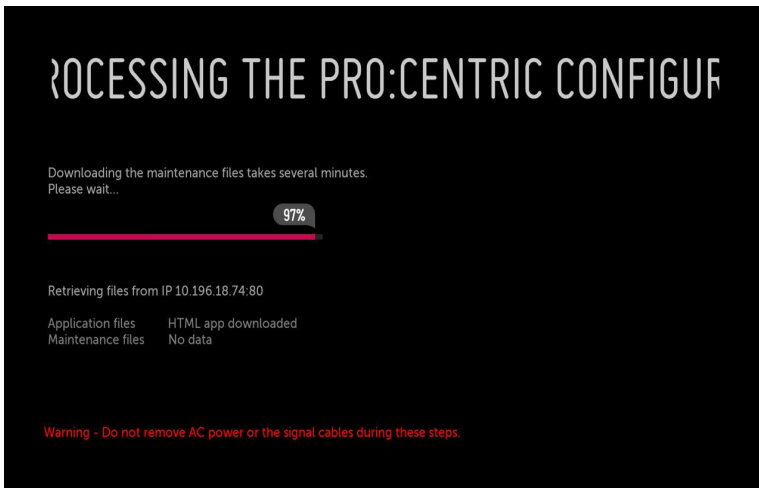 ROCESSING THE PRO:CENTRIC CONFIGUR
Downloading the maintenance files takes several minutes.
Please wait...
97%
Retrieving files from IP 10.196.18.74:80
Application files HTML app downloaded
Maintenance files No data
Warning - Do not remove AC power or the signal cables during these steps.